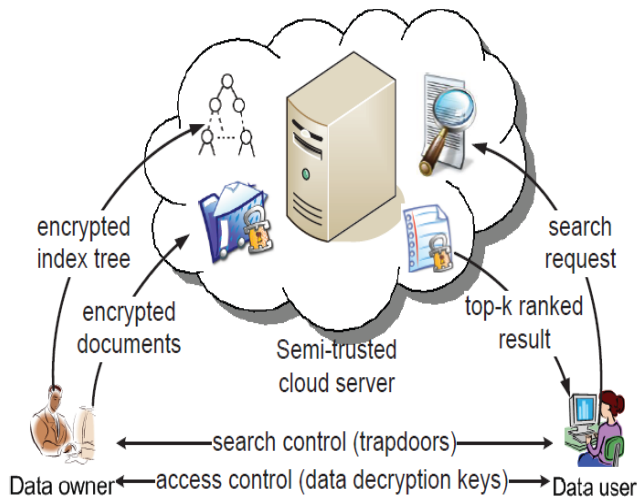 encrypted
index tree
encrypted
documents
Semi-trusted
cloud server
search
request
top-k ranked
result
search control (trapdoors)
access control (data decryption keys)
Data owner
Data user